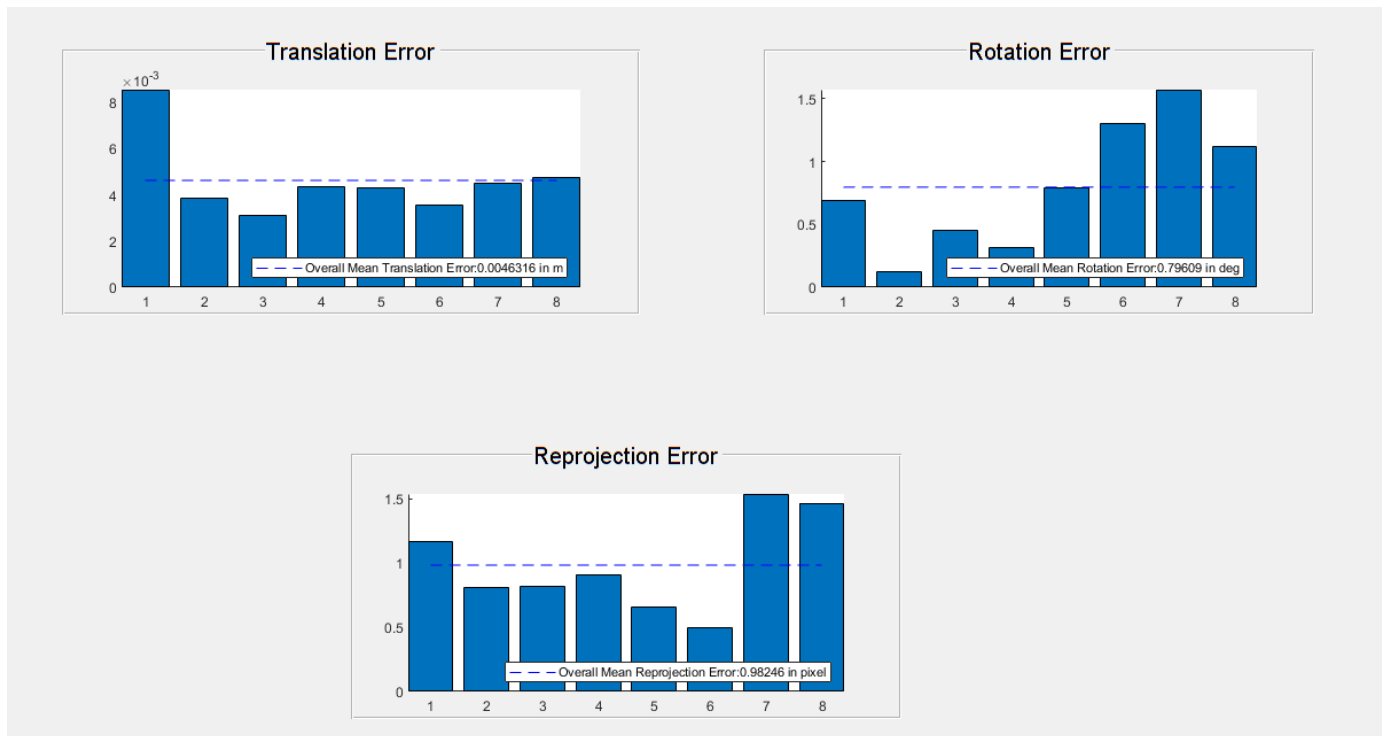 Translation Error
×10-3
8
6
4
2
0
Overall Mean Translation Error:0.0046316 in m
1 2 3 4 5 6 7 8
Rotation Error
1.5
1
0.5
0
Overall Mean Rotation Error:0.79609 in deg
1 2 3 4 5 6 7 8
Reprojection Error
1.5
1
0.5
0
Overall Mean Reprojection Error:0.98246 in pixel
1 2 3 4 5 6 7 8